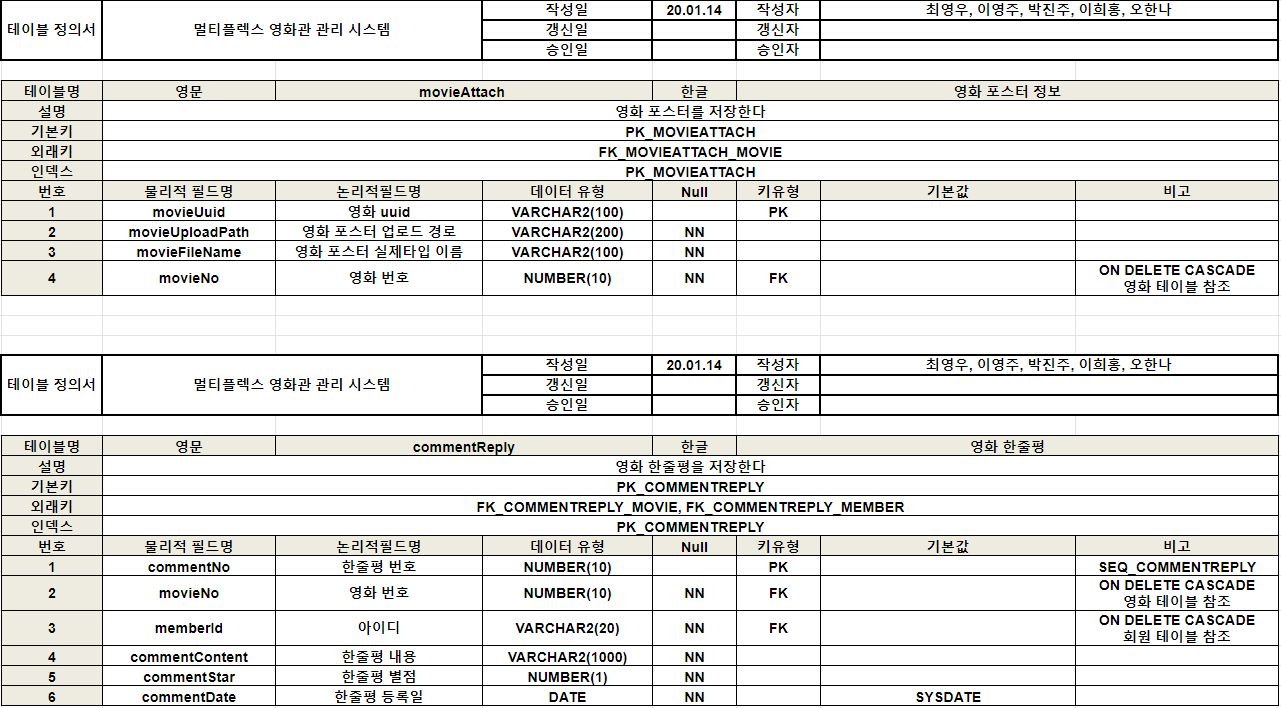 테이블 정의서 멀티플렉스 영화관 관리 시스템 작성일 20.01.14 작성자 최영우, 이영주, 박진주, 이희홍, 오한나
갱신일 갱신자
승인일 승인자
테이블명 영문 movieAttach 한글 영화 포스터 정보
설명 영화 포스터를 저장한다
기본키 PK_MOVIEATTACH
외래키 FK_MOVIEATTACH_MOVIE
인덱스 PK_MOVIEATTACH
번호 물리적 필드명 논리적필드명 데이터 유형 Null 키유형 기본값 비고
1 movieUuid 영화 uuid VARCHAR2(100) PK
2 movieUploadPath 영화 포스터 업로드 경로 VARCHAR2(200) NN
3 movieFileName 영화 포스터 실제타입 이름 VARCHAR2(100) NN
4 movieNo 영화 번호 NUMBER(10) NN FK ON DELETE CASCADE
영화 테이블 참조
테이블 정의서 멀티플렉스 영화관 관리 시스템 작성일 20.01.14 작성자 최영우, 이영주, 박진주, 이희홍, 오한나
갱신일 갱신자
승인일 승인자
테이블명 영문 commentReply 한글 영화 한줄평
설명 영화 한줄평을 저장한다
기본키 PK_COMMENTREPLY
외래키 FK_COMMENTREPLY_MOVIE, FK_COMMENTREPLY_MEMBER
인덱스 PK_COMMENTREPLY
번호 물리적 필드명 논리적필드명 데이터 유형 Null 키유형 기본값 비고
1 commentNo 한줄평 번호 NUMBER(10) PK SEQ_COMMENTREPLY
2 movieNo 영화 번호 NUMBER(10) NN FK ON DELETE CASCADE
영화 테이블 참조
3 memberId 아이디 VARCHAR2(20) NN FK ON DELETE CASCADE
회원 테이블 참조
4 commentContent 한줄평 내용 VARCHAR2(1000) NN
5 commentStar 한줄평 별점 NUMBER(1) NN
6 commentDate 한줄평 등록일 DATE NN SYSDATE